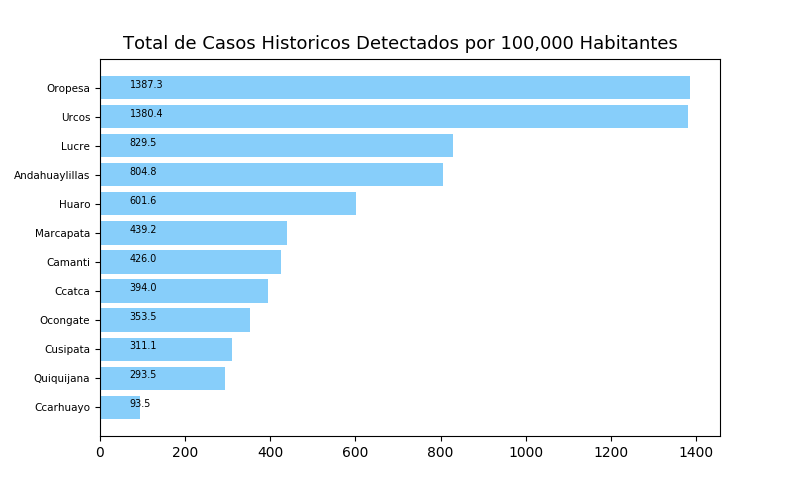 Total de Casos Historicos Detectados por 100,000 Habitantes
Oropesa 1387.3
Urcos 1380.4
Lucre 829.5
Andahuaylillas 804.8
Huaro 601.6
Marcapata 439.2
Camanti 426.0
Ccatca 394.0
Ocongate 353.5
Cusipata 311.1
Quiquijana 293.5
Ccarhuayo 93.5
0 200 400 600 800 1000 1200 1400